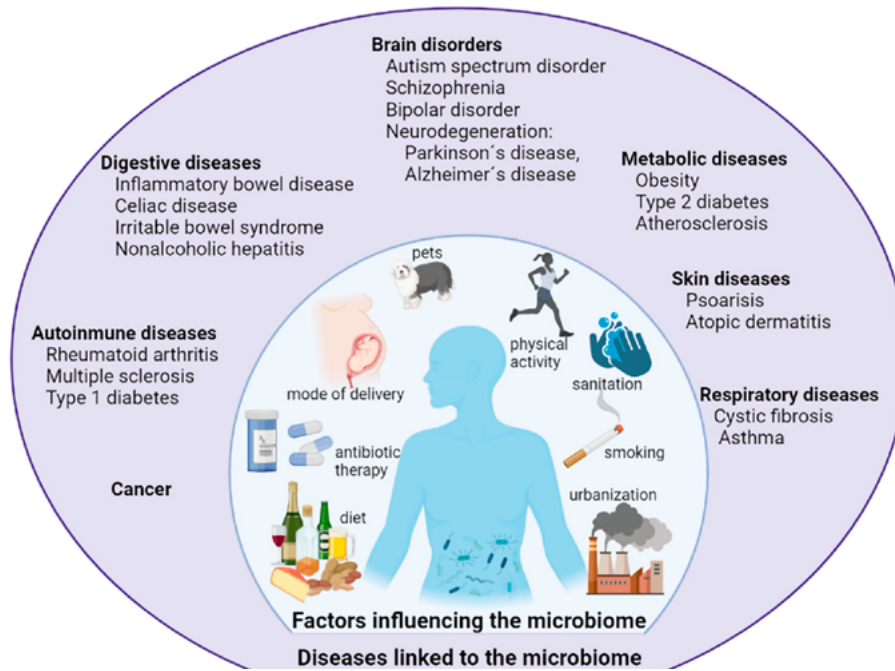 Brain disorders
Autism spectrum disorder
Schizophrenia
Bipolar disorder
Neurodegeneration:
Parkinson´s disease,
Alzheimer´s disease
Digestive diseases
Inflammatory bowel disease
Celiac disease
Irritable bowel syndrome
Nonalcoholic hepatitis
Metabolic diseases
Obesity
Type 2 diabetes
Atherosclerosis
Skin diseases
Psoarisis
Atopic dermatitis
Autoinmune diseases
Rheumatoid arthritis
Multiple sclerosis
Type 1 diabetes
Respiratory diseases
Cystic fibrosis
Asthma
Cancer
pets
physical
activity
mode of delivery
sanitation
antibiotic
therapy
smoking
diet
urbanization
Factors influencing the microbiome
Diseases linked to the microbiome